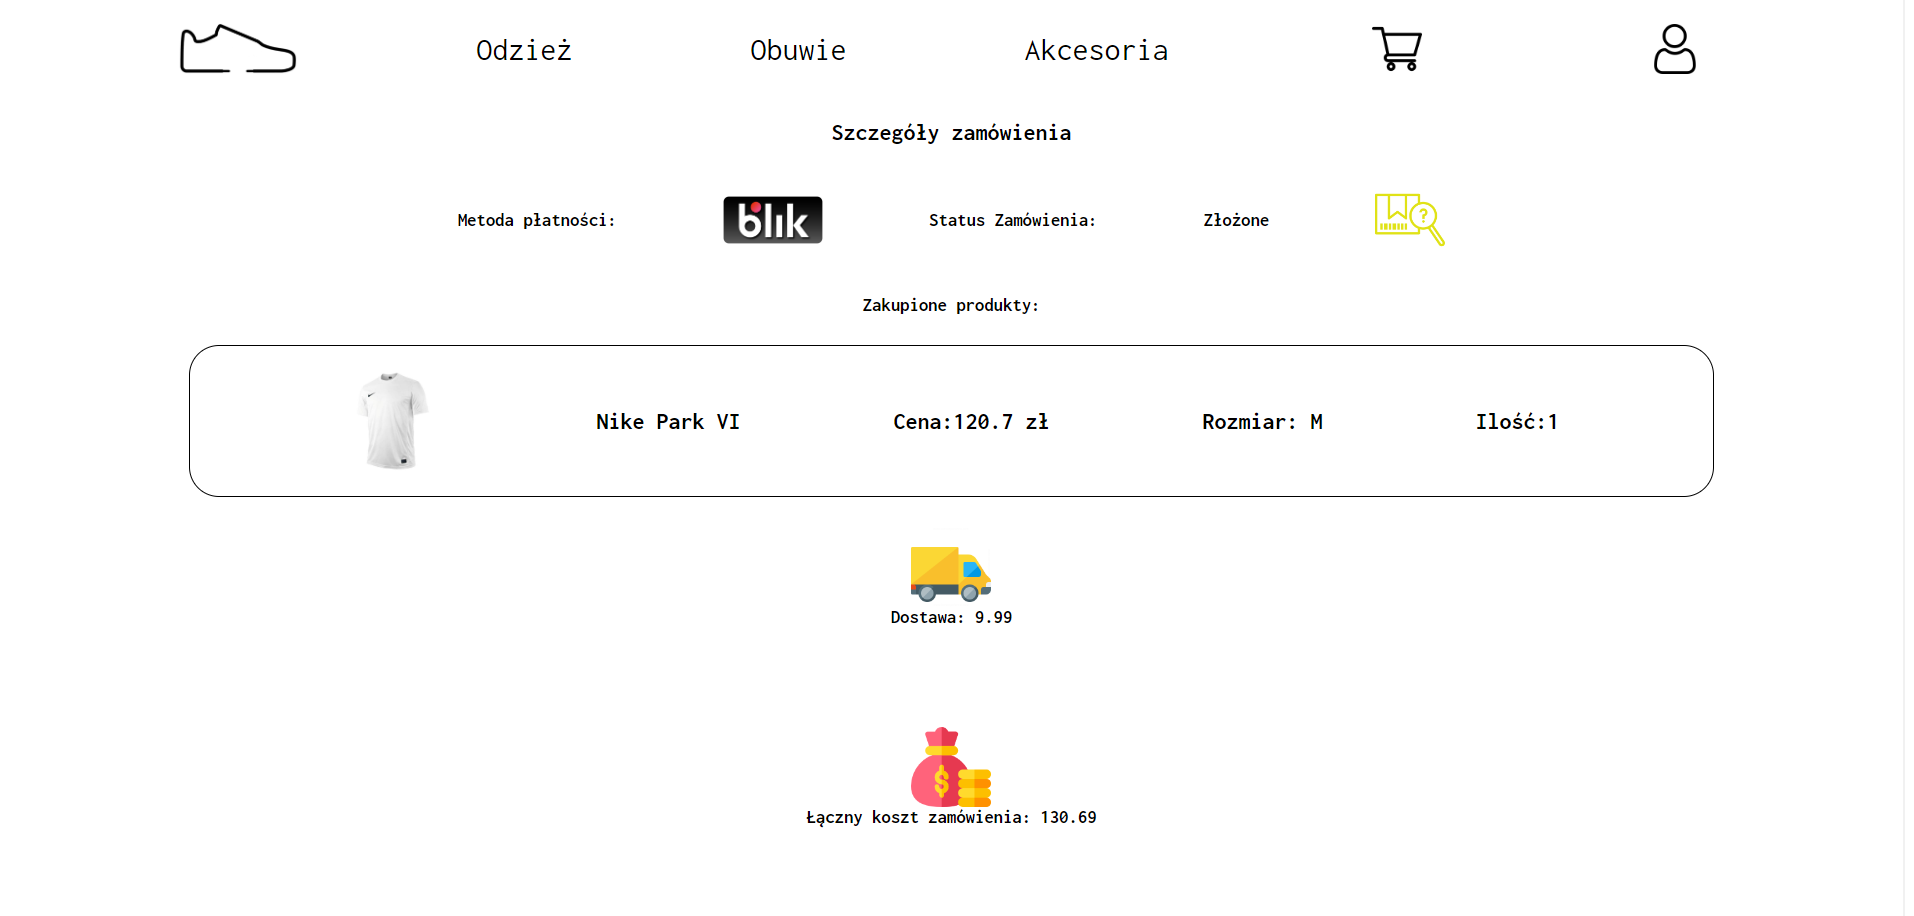 Odzież Obuwie Akcesoria
Szczegóły zamówienia
Metoda płatności: blik Status Zamówienia: Złożone ?
Zakupione produkty:
Nike Park VI Cena:120.7 zł Rozmiar: M Ilość:1
Dostawa: 9.99
$
Łączny koszt zamówienia: 130.69